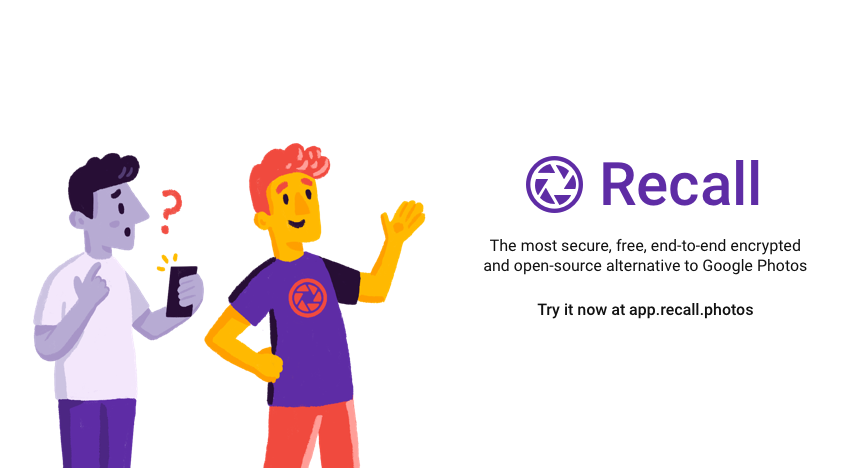 ?
Recall
The most secure, free, end-to-end encrypted
and open-source alternative to Google Photos
Try it now at app.recall.photos